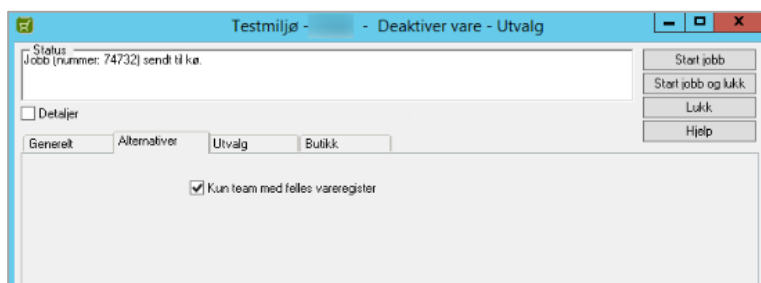 Testmiljø - - Deaktiver vare - Utvalg
Status
Jobb (nummer: 74732) sendt til kø.
Start jobb
Start jobb og lukk
Lukk
Hjelp
Detaljer
Generelt Alternativer Utvalg Butikk
Kun team med felles vareregister